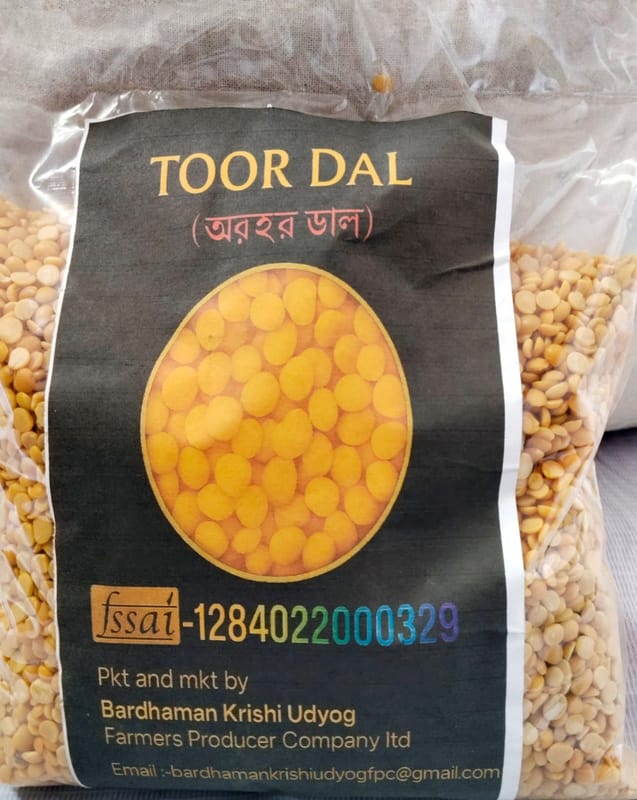 TOOR DAL
(অরহর ডাল)
fssai-1284022000329
Pkt and mkt by
Bardhaman Krishi Udyog
Farmers Producer Company ltd
Email :-bardhamankrishiudyogfpc@gmail.com